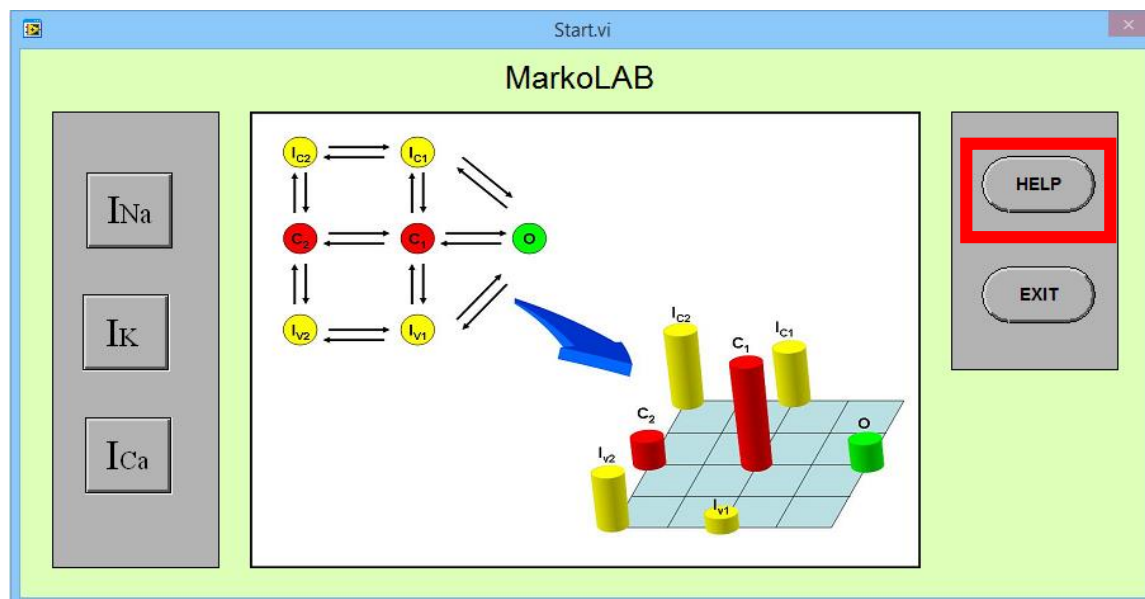 Start.vi
MarkoLAB
INa
IK
ICa
IC2
IC1
C2
C1
O
IV2
IV1
IC2
IC1
C1
C2
O
Iv2
Iv1
HELP
EXIT